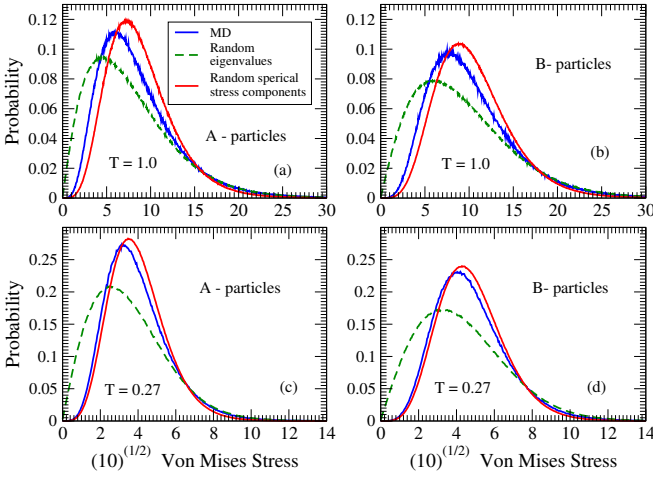 0.12
0.1
0.08
0.06
0.04
0.02
0
Probability
MD
Random
eigenvalues
Random sperical
stress components
A - particles
T = 1.0
(a)
0 5 10 15 20 25 30
0.12
0.1
0.08
0.06
0.04
0.02
0
B- particles
T = 1.0
(b)
0 5 10 15 20 25 30
0.25
0.2
0.15
0.1
0.05
0
Probability
A - particles
T = 0.27
(c)
0 2 4 6 8 10 12 14
(10)(1/2) Von Mises Stress
0.25
0.2
0.15
0.1
0.05
0
B- particles
T = 0.27
(d)
0 2 4 6 8 10 12 14
(10)(1/2) Von Mises Stress